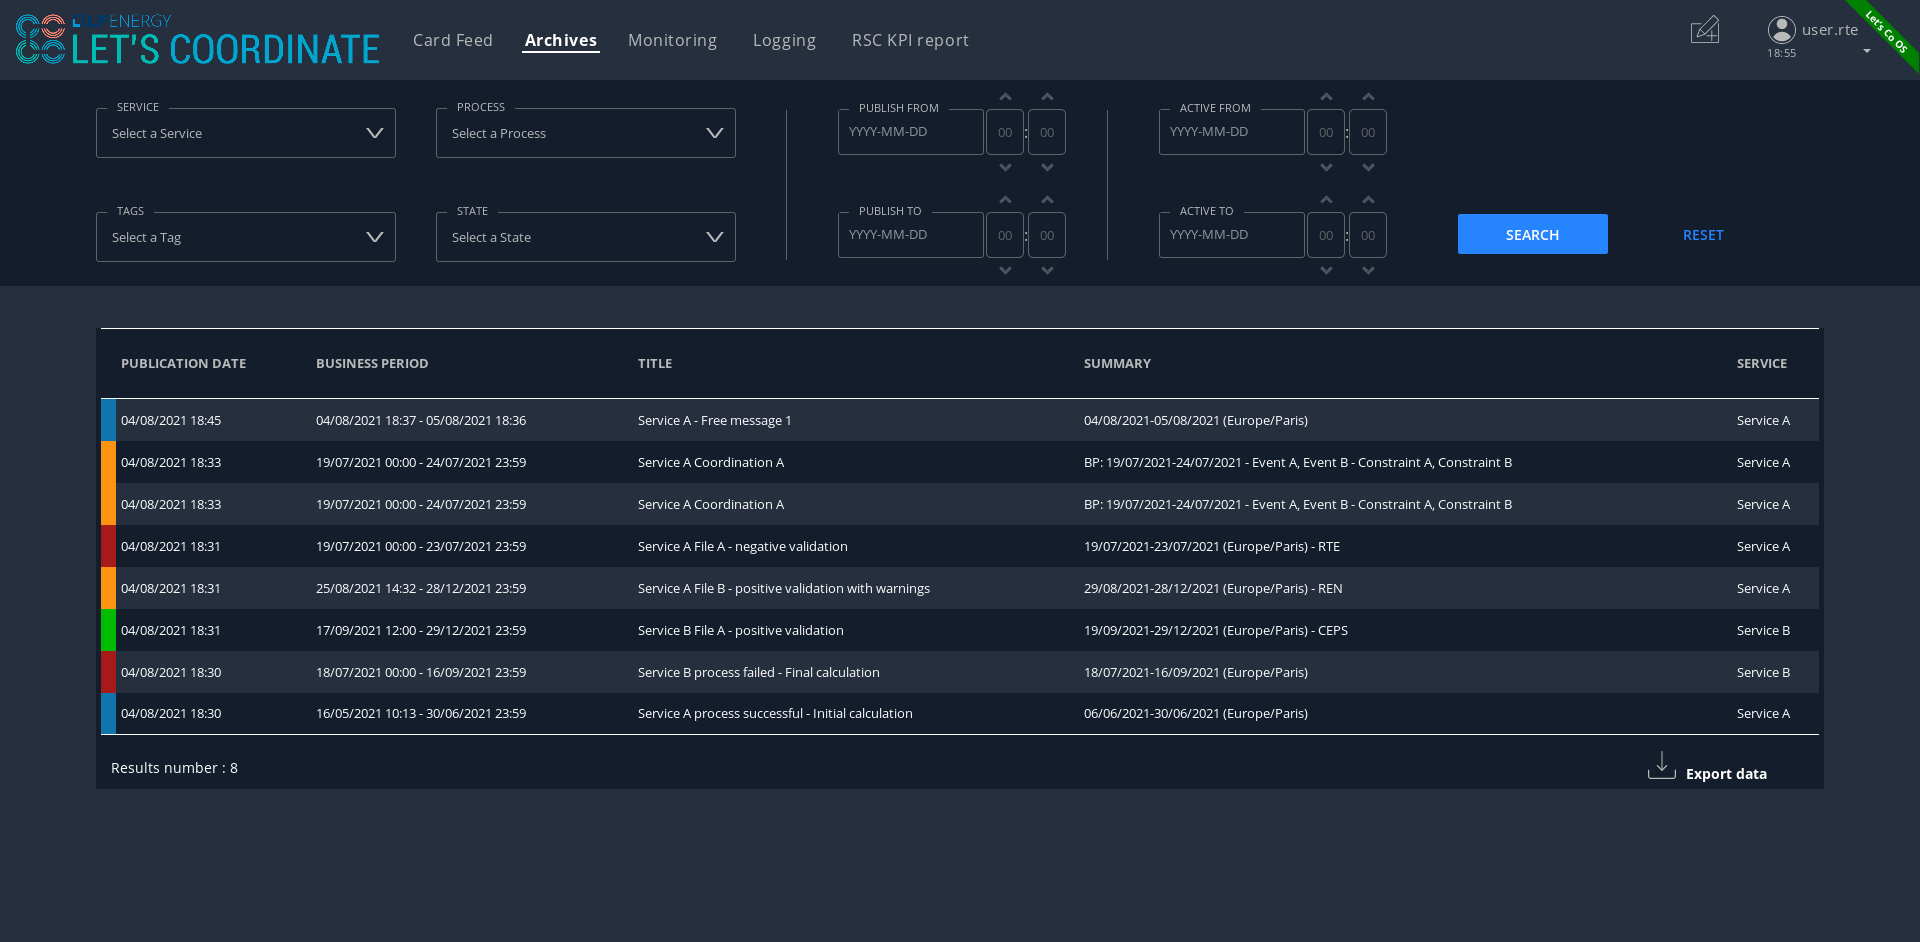 ENERGY
LET'S COORDINATE
Card Feed Archives Monitoring Logging RSC KPI report
user.rte
18:55
Let's Co OS
SERVICE PROCESS PUBLISH FROM ACTIVE FROM
Select a Service Select a Process YYYY-MM-DD 00 : 00 YYYY-MM-DD 00 : 00
TAGS STATE PUBLISH TO ACTIVE TO
Select a Tag Select a State YYYY-MM-DD 00 : 00 YYYY-MM-DD 00 : 00 SEARCH RESET
PUBLICATION DATE BUSINESS PERIOD TITLE SUMMARY SERVICE
04/08/2021 18:45 04/08/2021 18:37 - 05/08/2021 18:36 Service A - Free message 1 04/08/2021-05/08/2021 (Europe/Paris) Service A
04/08/2021 18:33 19/07/2021 00:00 - 24/07/2021 23:59 Service A Coordination A BP: 19/07/2021-24/07/2021 - Event A, Event B - Constraint A, Constraint B Service A
04/08/2021 18:33 19/07/2021 00:00 - 24/07/2021 23:59 Service A Coordination A BP: 19/07/2021-24/07/2021 - Event A, Event B - Constraint A, Constraint B Service A
04/08/2021 18:31 19/07/2021 00:00 - 23/07/2021 23:59 Service A File A - negative validation 19/07/2021-23/07/2021 (Europe/Paris) - RTE Service A
04/08/2021 18:31 25/08/2021 14:32 - 28/12/2021 23:59 Service A File B - positive validation with warnings 29/08/2021-28/12/2021 (Europe/Paris) - REN Service A
04/08/2021 18:31 17/09/2021 12:00 - 29/12/2021 23:59 Service B File A - positive validation 19/09/2021-29/12/2021 (Europe/Paris) - CEPS Service B
04/08/2021 18:30 18/07/2021 00:00 - 16/09/2021 23:59 Service B process failed - Final calculation 18/07/2021-16/09/2021 (Europe/Paris) Service B
04/08/2021 18:30 16/05/2021 10:13 - 30/06/2021 23:59 Service A process successful - Initial calculation 06/06/2021-30/06/2021 (Europe/Paris) Service A
Results number : 8 Export data